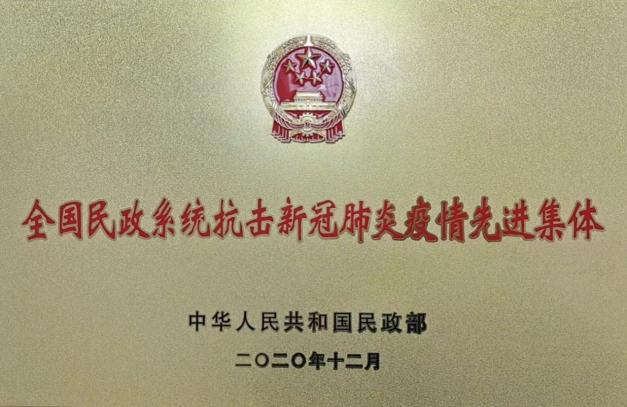 全国民政系统抗击新冠肺炎疫情先进集体
中华人民共和国民政部
二〇二〇年十二月